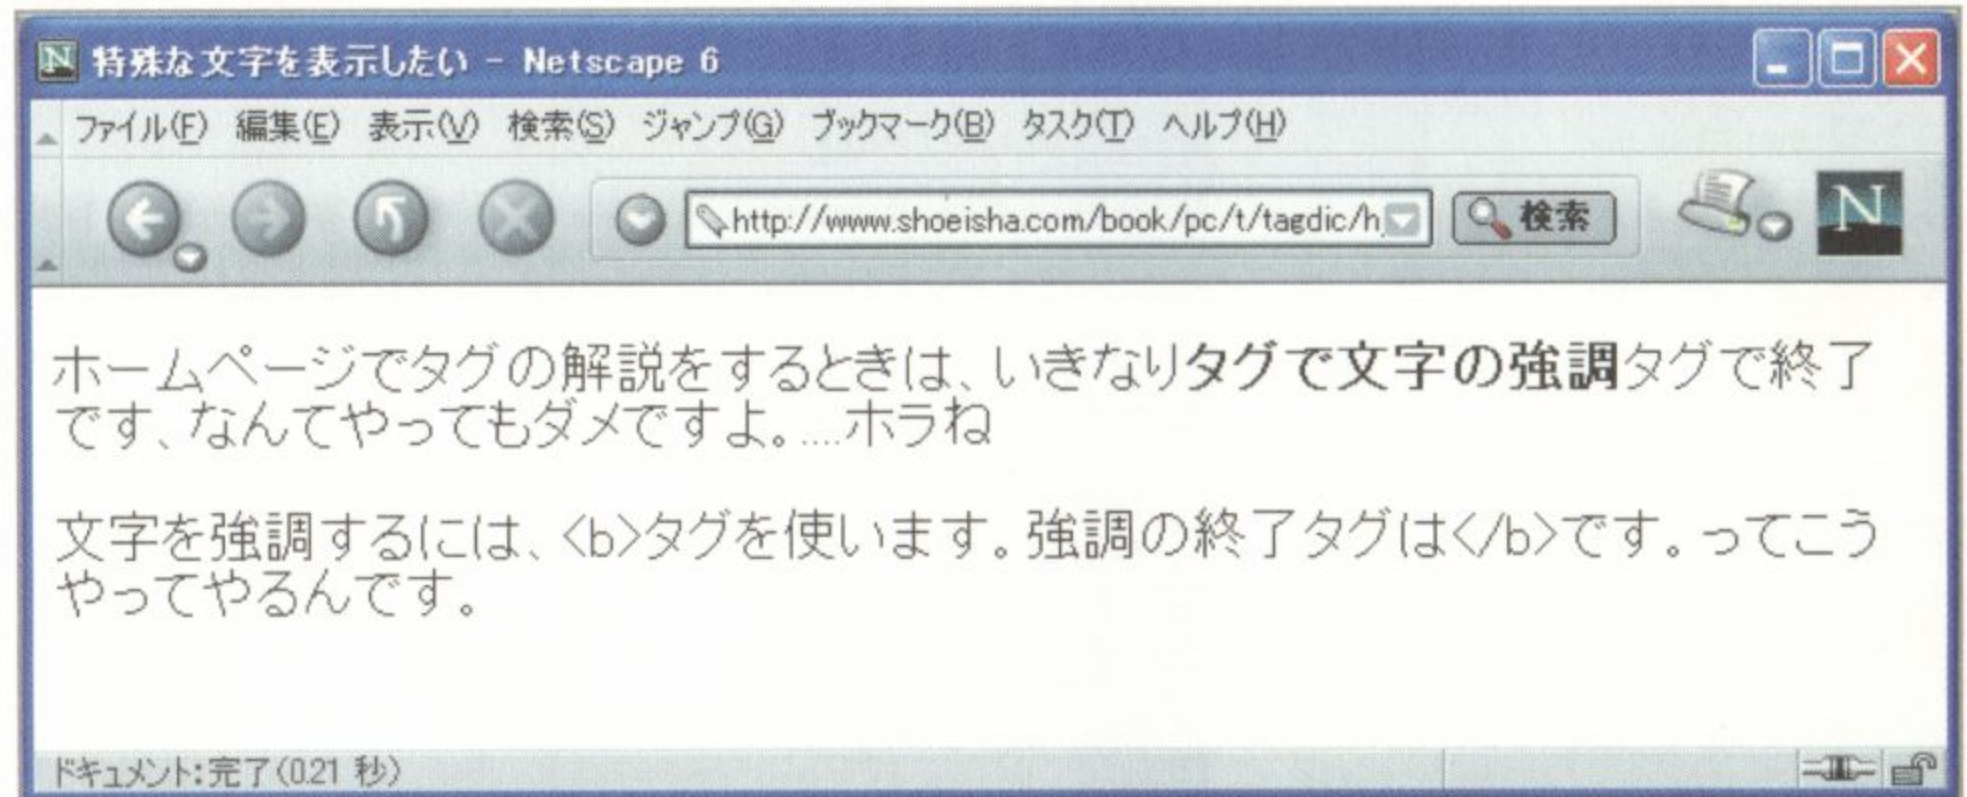 特殊な文字を表示したい - Netscape 6
ファイル(F) 編集(E) 表示(V) 検索(S) ジャンプ(G) ブックマーク(B) タスク(T) ヘルプ(H)
http://www.shoeisha.com/book/pc/t/tagdic/h 検索 N
ホームページでタグの解説をするときは、いきなりタグで文字の強調タグで終了
です、なんてやってもダメですよ。....ホラね
文字を強調するには、<b>タグを使います。強調の終了タグは</b>です。ってこう
やってやるんです。
ドキュメント:完了(0.21 秒)